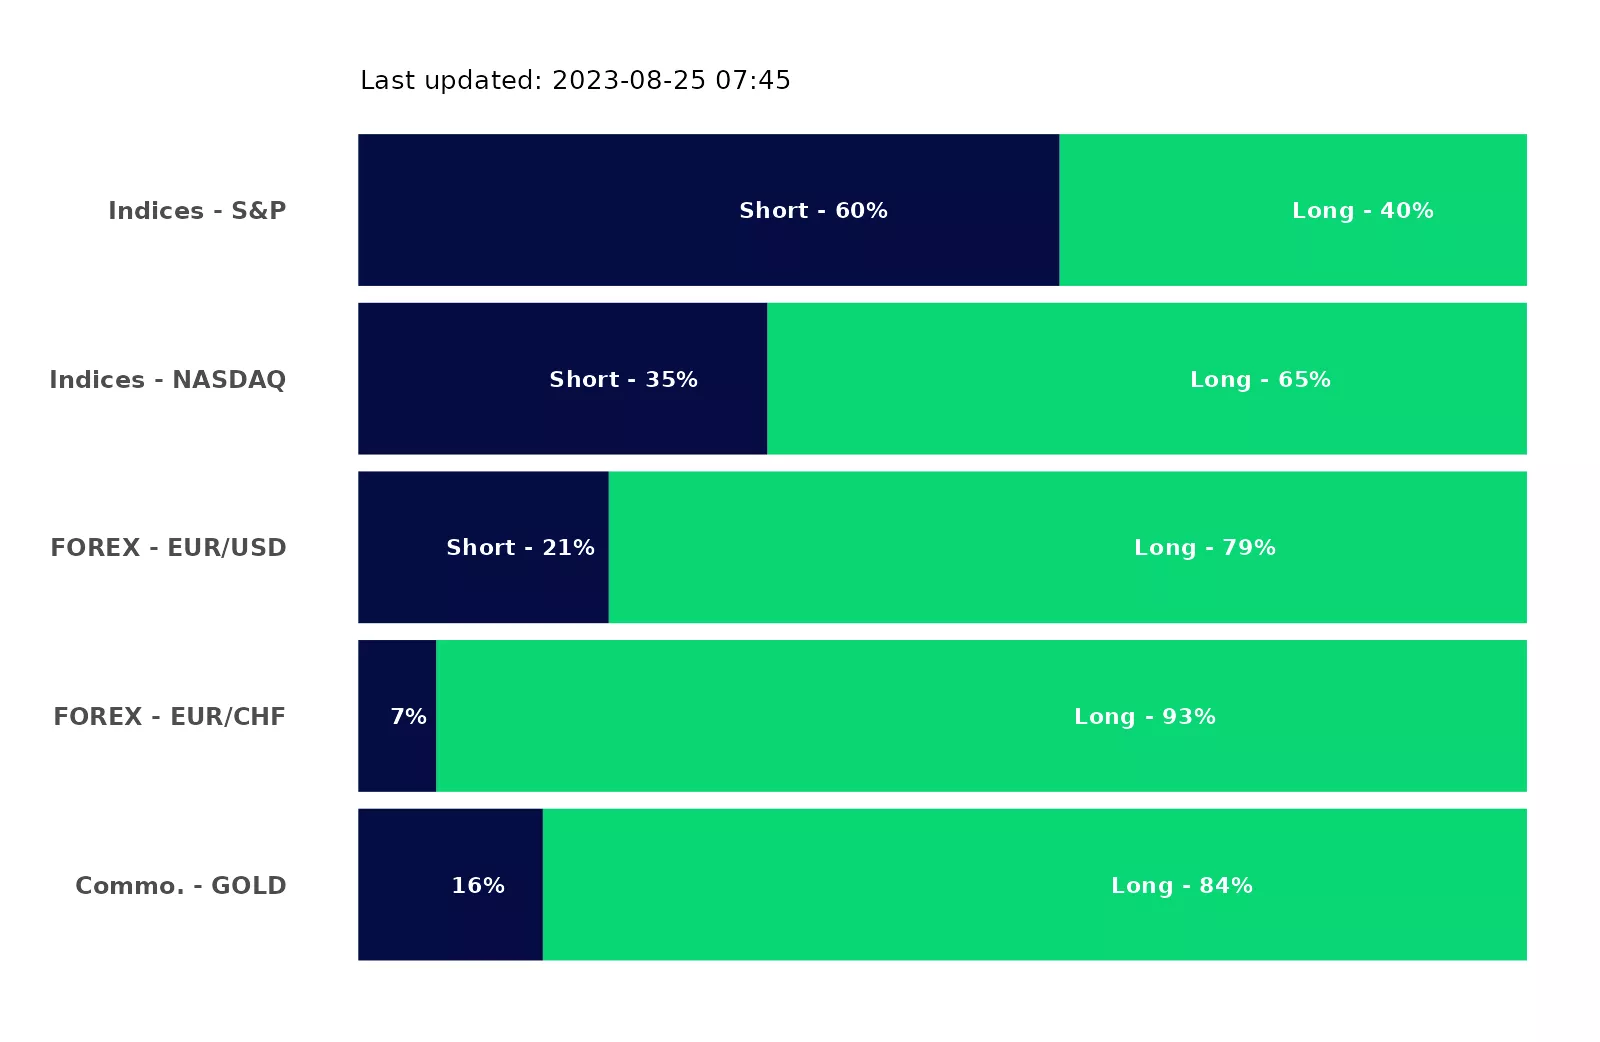 Last updated: 2023-08-25 07:45
Indices - S&P Short - 60% Long - 40%
Indices - NASDAQ Short - 35% Long - 65%
FOREX - EUR/USD Short - 21% Long - 79%
FOREX - EUR/CHF 7% Long - 93%
Commo. - GOLD 16% Long - 84%